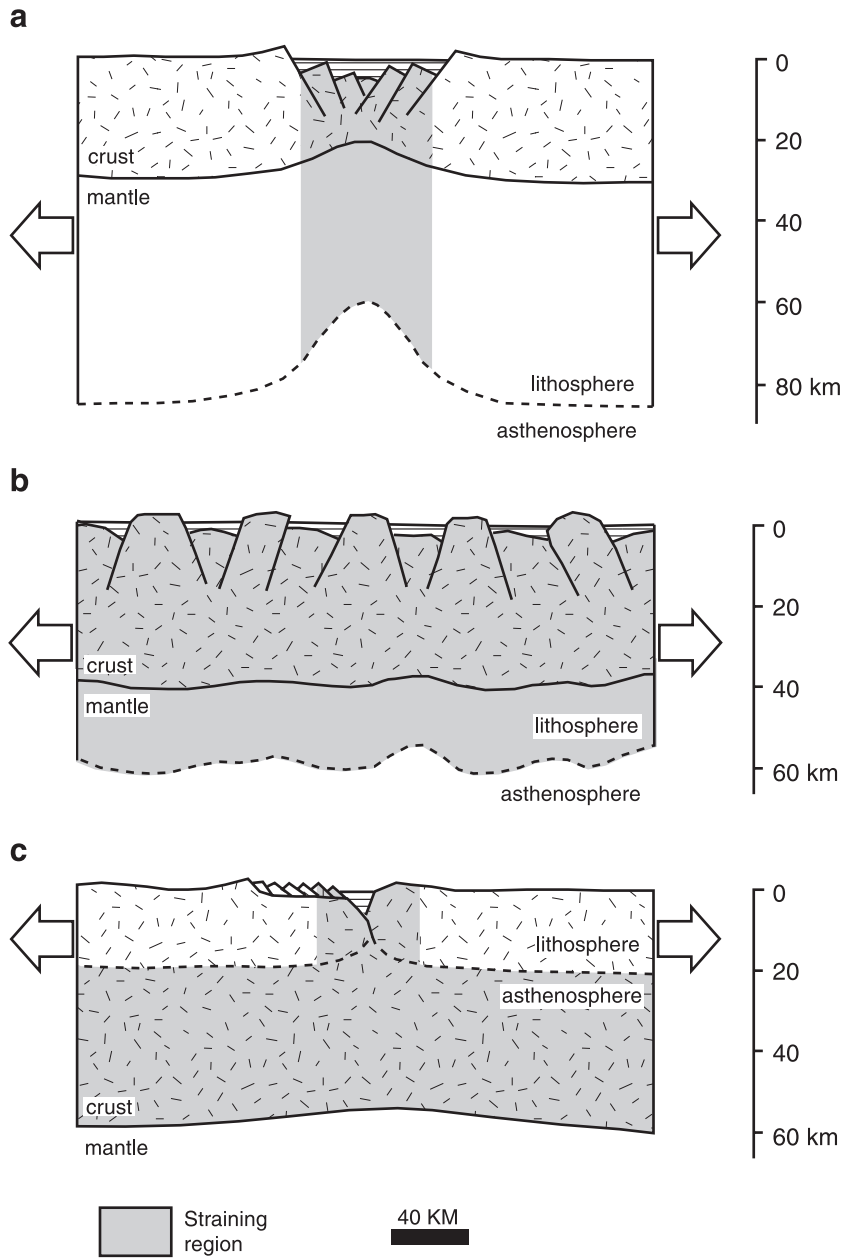 a
0
20
crust
mantle
40
60
lithosphere
80 km
asthenosphere
b
0
20
crust
40
mantle
lithosphere
60 km
asthenosphere
c
0
lithosphere
20
asthenosphere
40
crust
60 km
mantle
Straining
region
40 KM